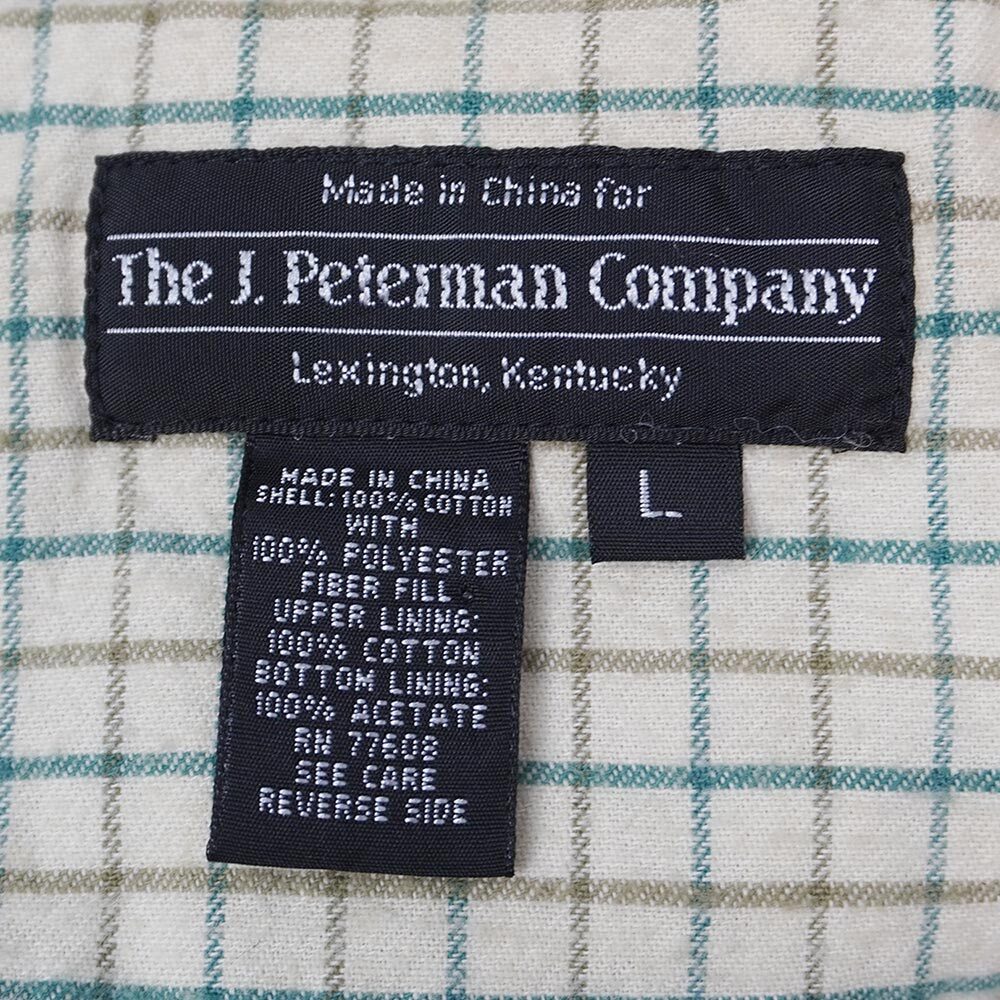 Made in China for
The J. Peterman Company
Lexington, Kentucky
MADE IN CHINA
SHELL: 100% COTTON
WITH
100% POLYESTER
FIBER FILL
UPPER LINING:
100% COTTON
BOTTOM LINING:
100% ACETATE
RN 77608
SEE CARE
REVERSE SIDE
L